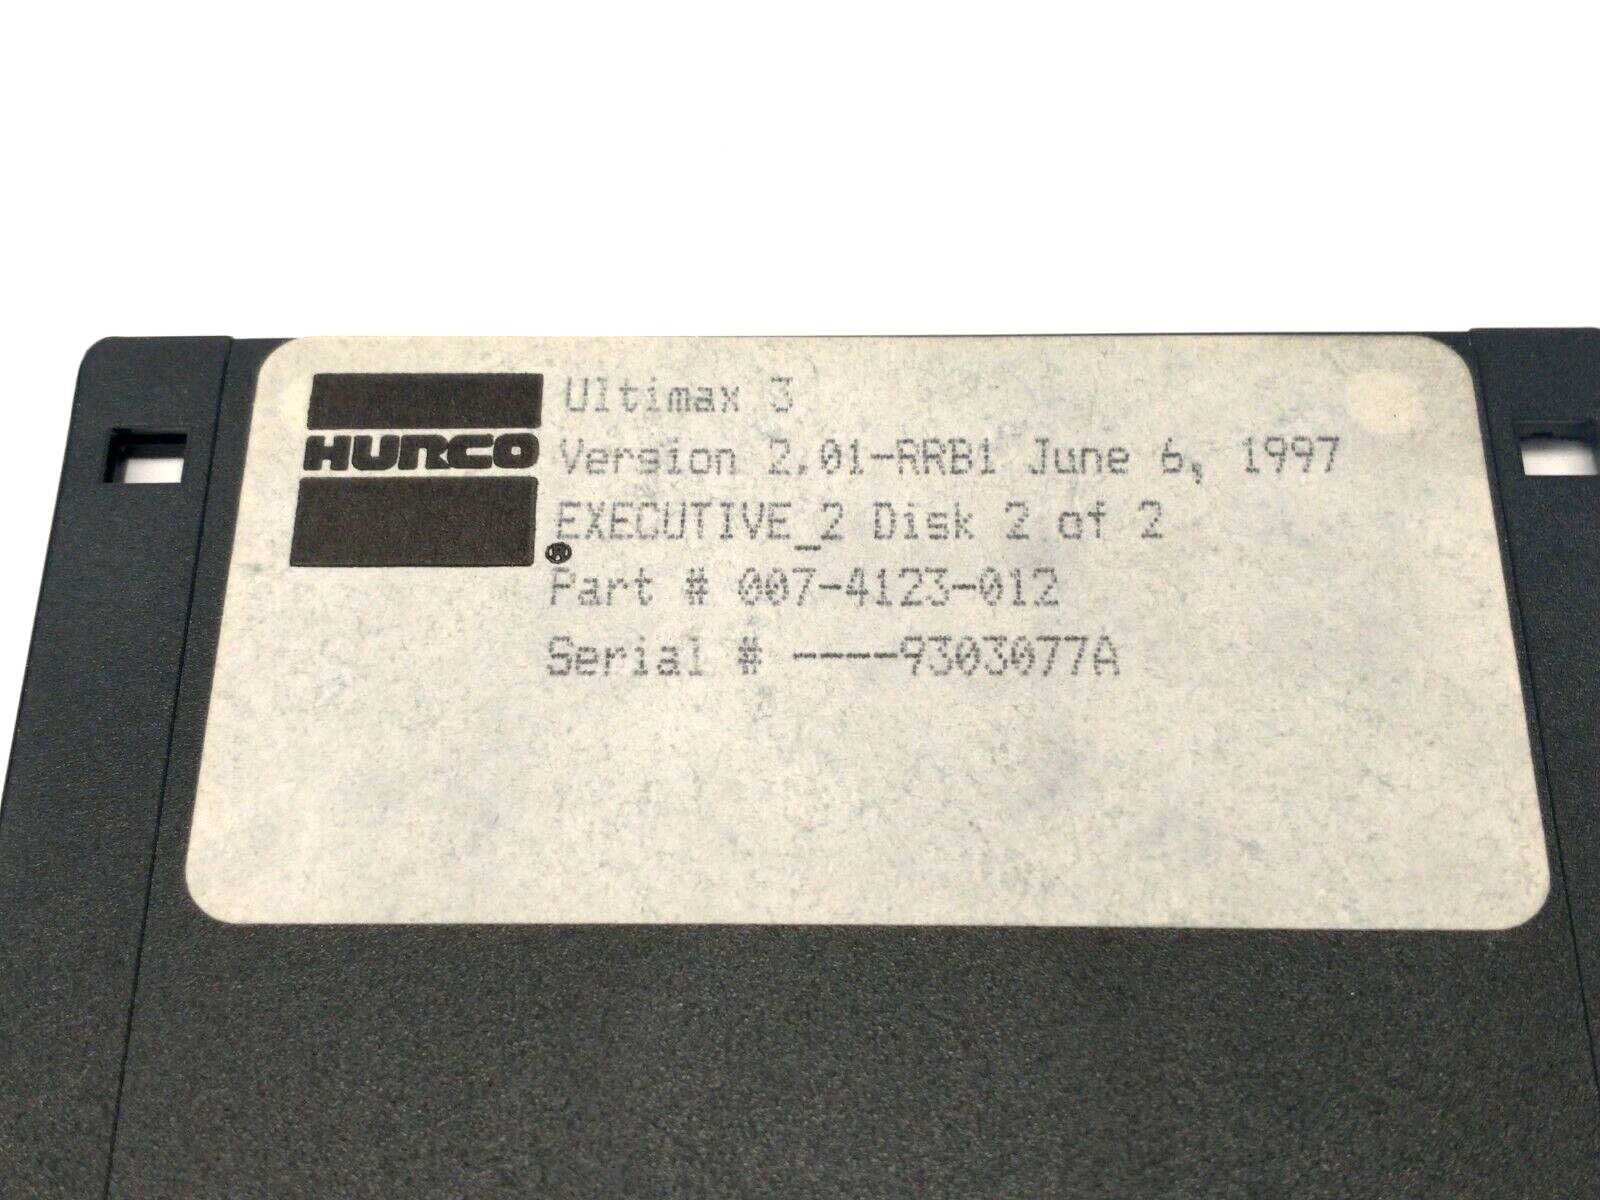 HURCO®
Ultimax 3
Version 2.01-RRB1 June 6, 1997
EXECUTIVE_2 Disk 2 of 2
Part # 007-4123-012
Serial # ----9303077A